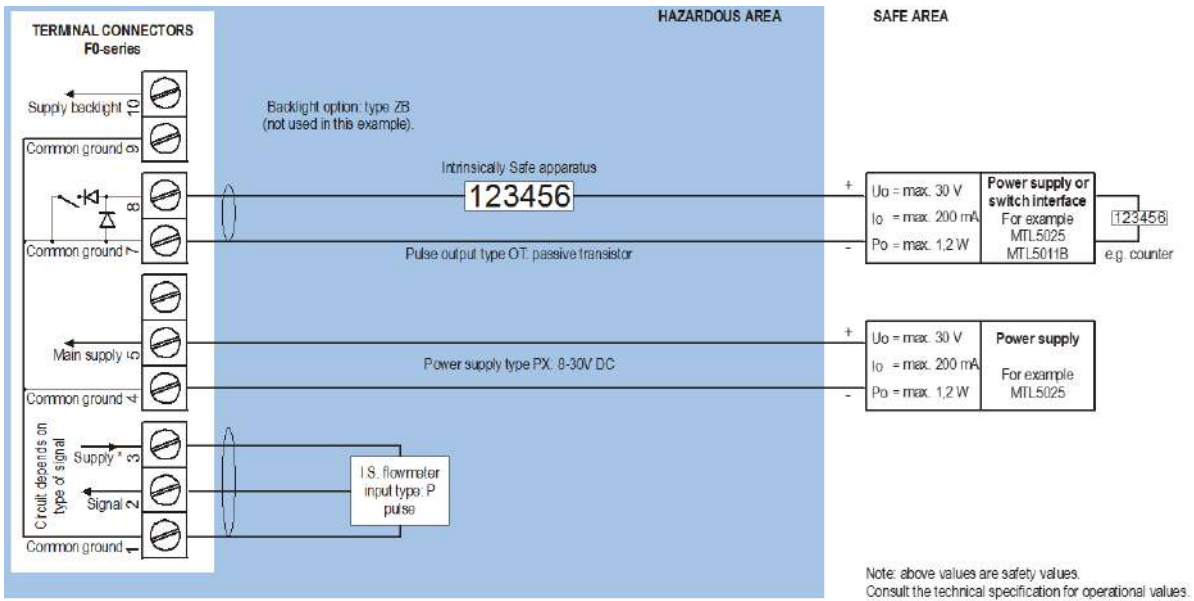 HAZARDOUS AREA
SAFE AREA
TERMINAL CONNECTORS
F0-series
Supply backlight 10
Common ground 9
Backlight option: type ZB
(not used in this example).
8
Common ground 7
Intrinsically Safe apparatus
123456
Pulse output type OT: passive transistor
+
-
Uo = max. 30 V
Io = max. 200 mA
Po = max. 1,2 W
Power supply or
switch interface
For example
MTL5025
MTL5011B
123456
e.g. counter
Main supply 5
Common ground 4
Power supply type PX: 8-30V DC
+
-
Uo = max. 30 V
Io = max. 200 mA
Po = max. 1,2 W
Power supply
For example
MTL5025
Circuit depends on
type of signal
Supply * 3
Signal 2
Common ground 1
I.S. flowmeter
input type: P
pulse
Note: above values are safety values.
Consult the technical specification for operational values.